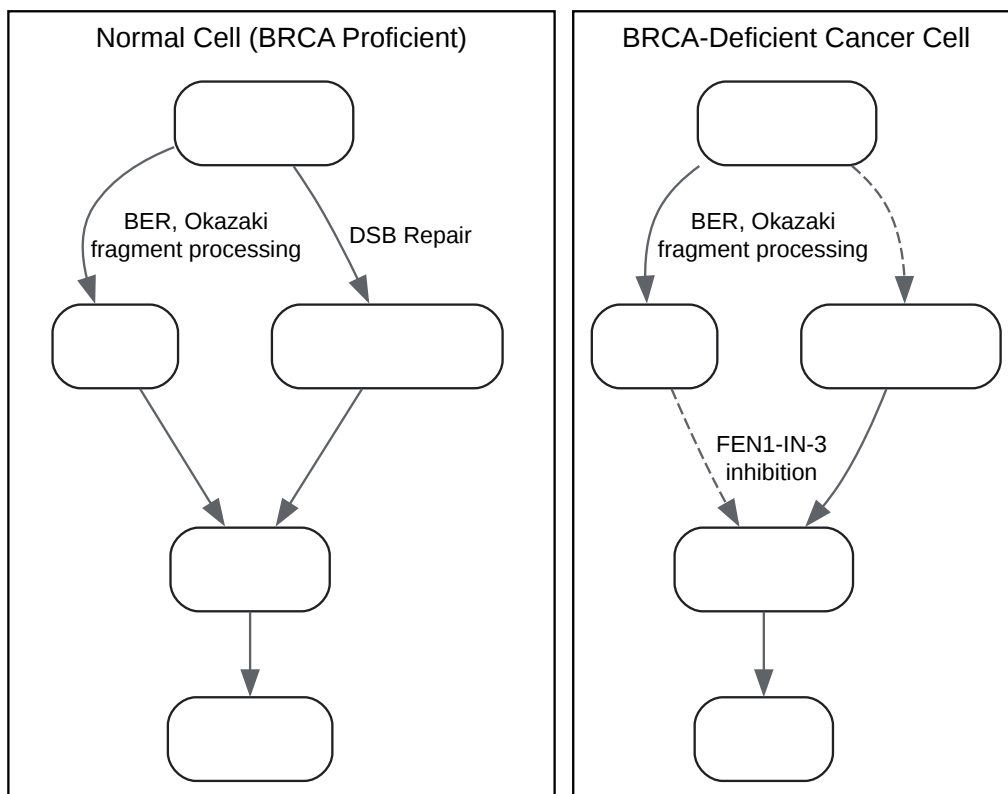 Normal Cell (BRCA Proficient)
BER, Okazaki
fragment processing
DSB Repair
BRCA-Deficient Cancer Cell
BER, Okazaki
fragment processing
FEN1-IN-3
inhibition